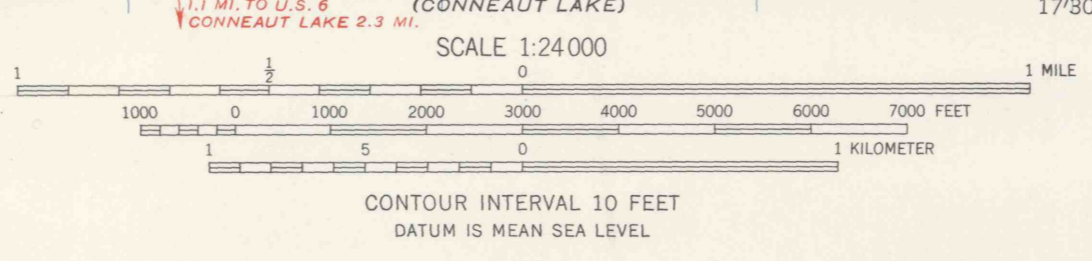 1.1 MI. TO U.S. 6 (CONNEAUT LAKE) 17'30
CONNEAUT LAKE 2.3 MI.
SCALE 1:24000
1 1/2 0 1 MILE
1000 0 1000 2000 3000 4000 5000 6000 7000 FEET
1 5 0 1 KILOMETER
CONTOUR INTERVAL 10 FEET
DATUM IS MEAN SEA LEVEL